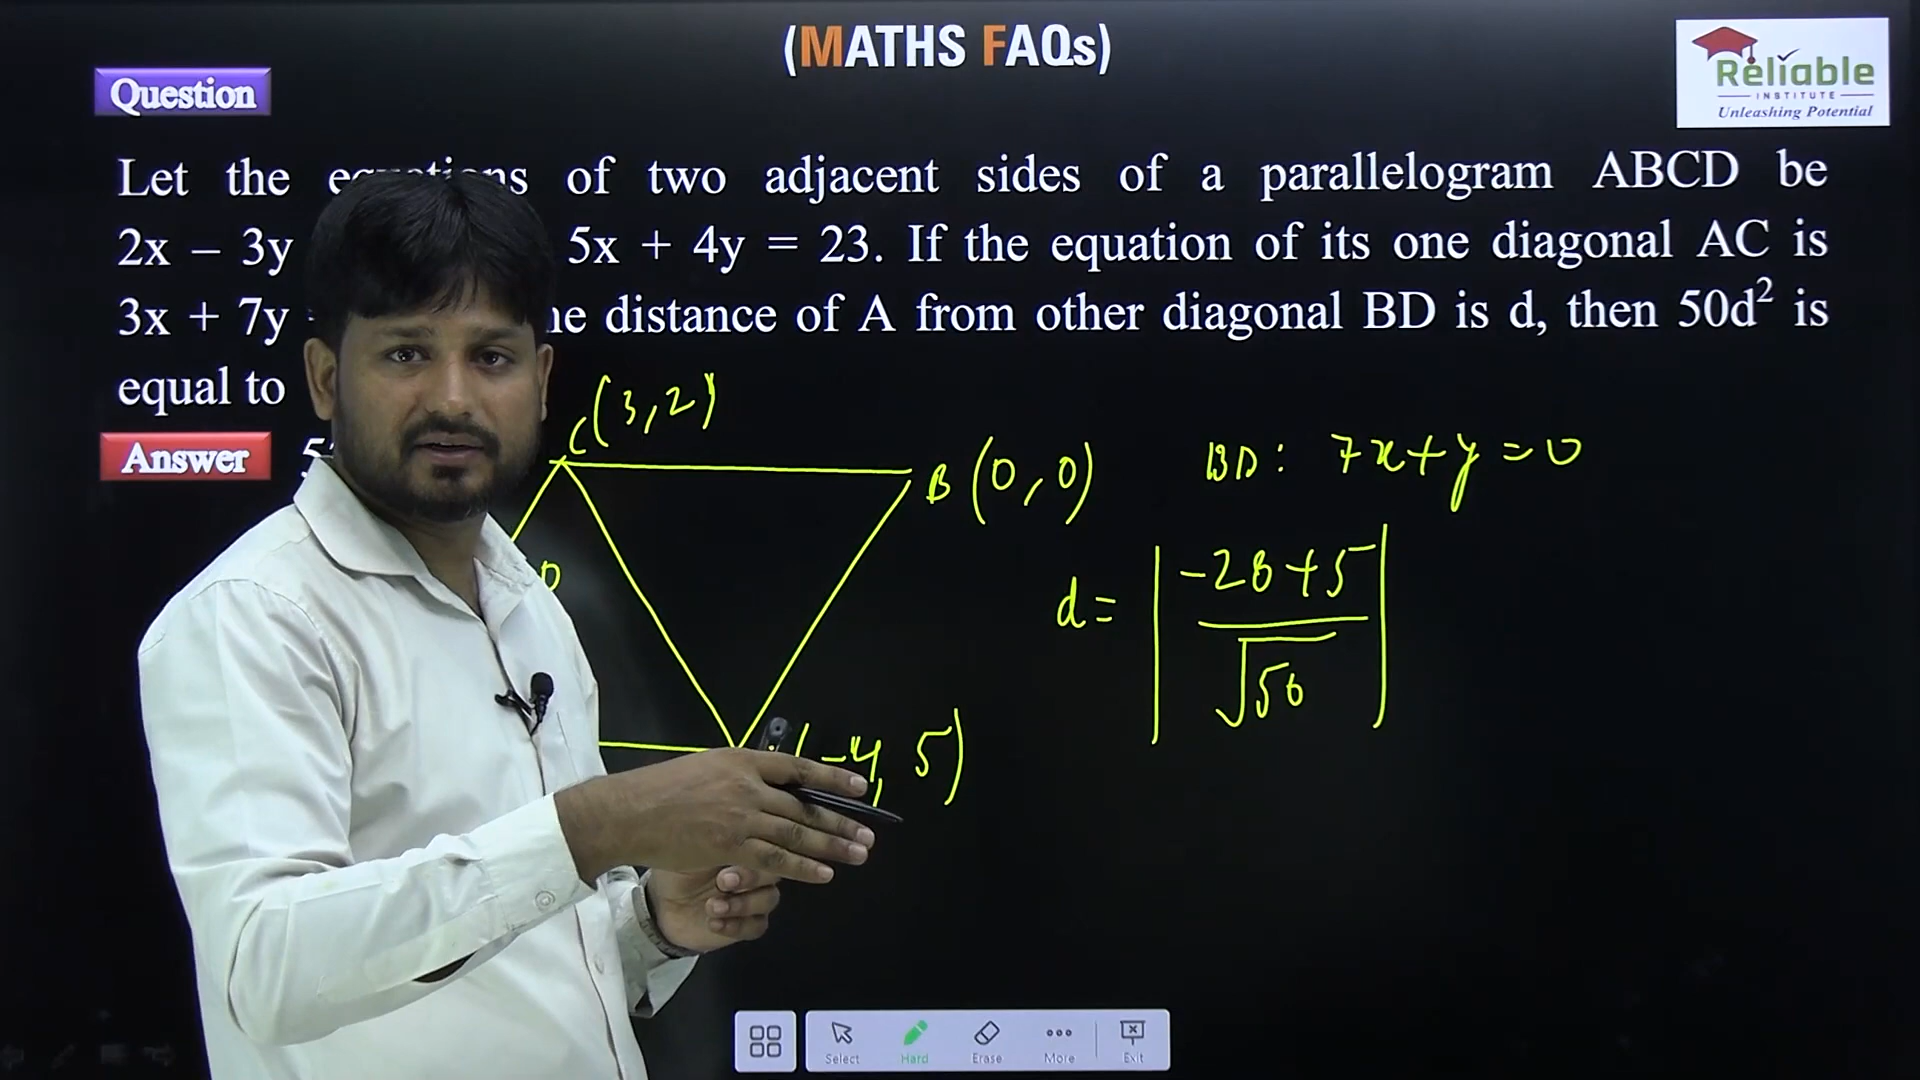 (MATHS FAQs)
Reliable
INSTITUTE
Unleashing Potential
Question
Let the equations of two adjacent sides of a parallelogram ABCD be
2x – 3y 5x + 4y = 23. If the equation of its one diagonal AC is
3x + 7y distance of A from other diagonal BD is d, then 50d² is
equal to
Answer 5
C(3,2)
B(0,0)
BD: 7x+y=0
D
d = |-28+5/√50|
(-4, 5)
Select
Hard
Erase
More
Exit